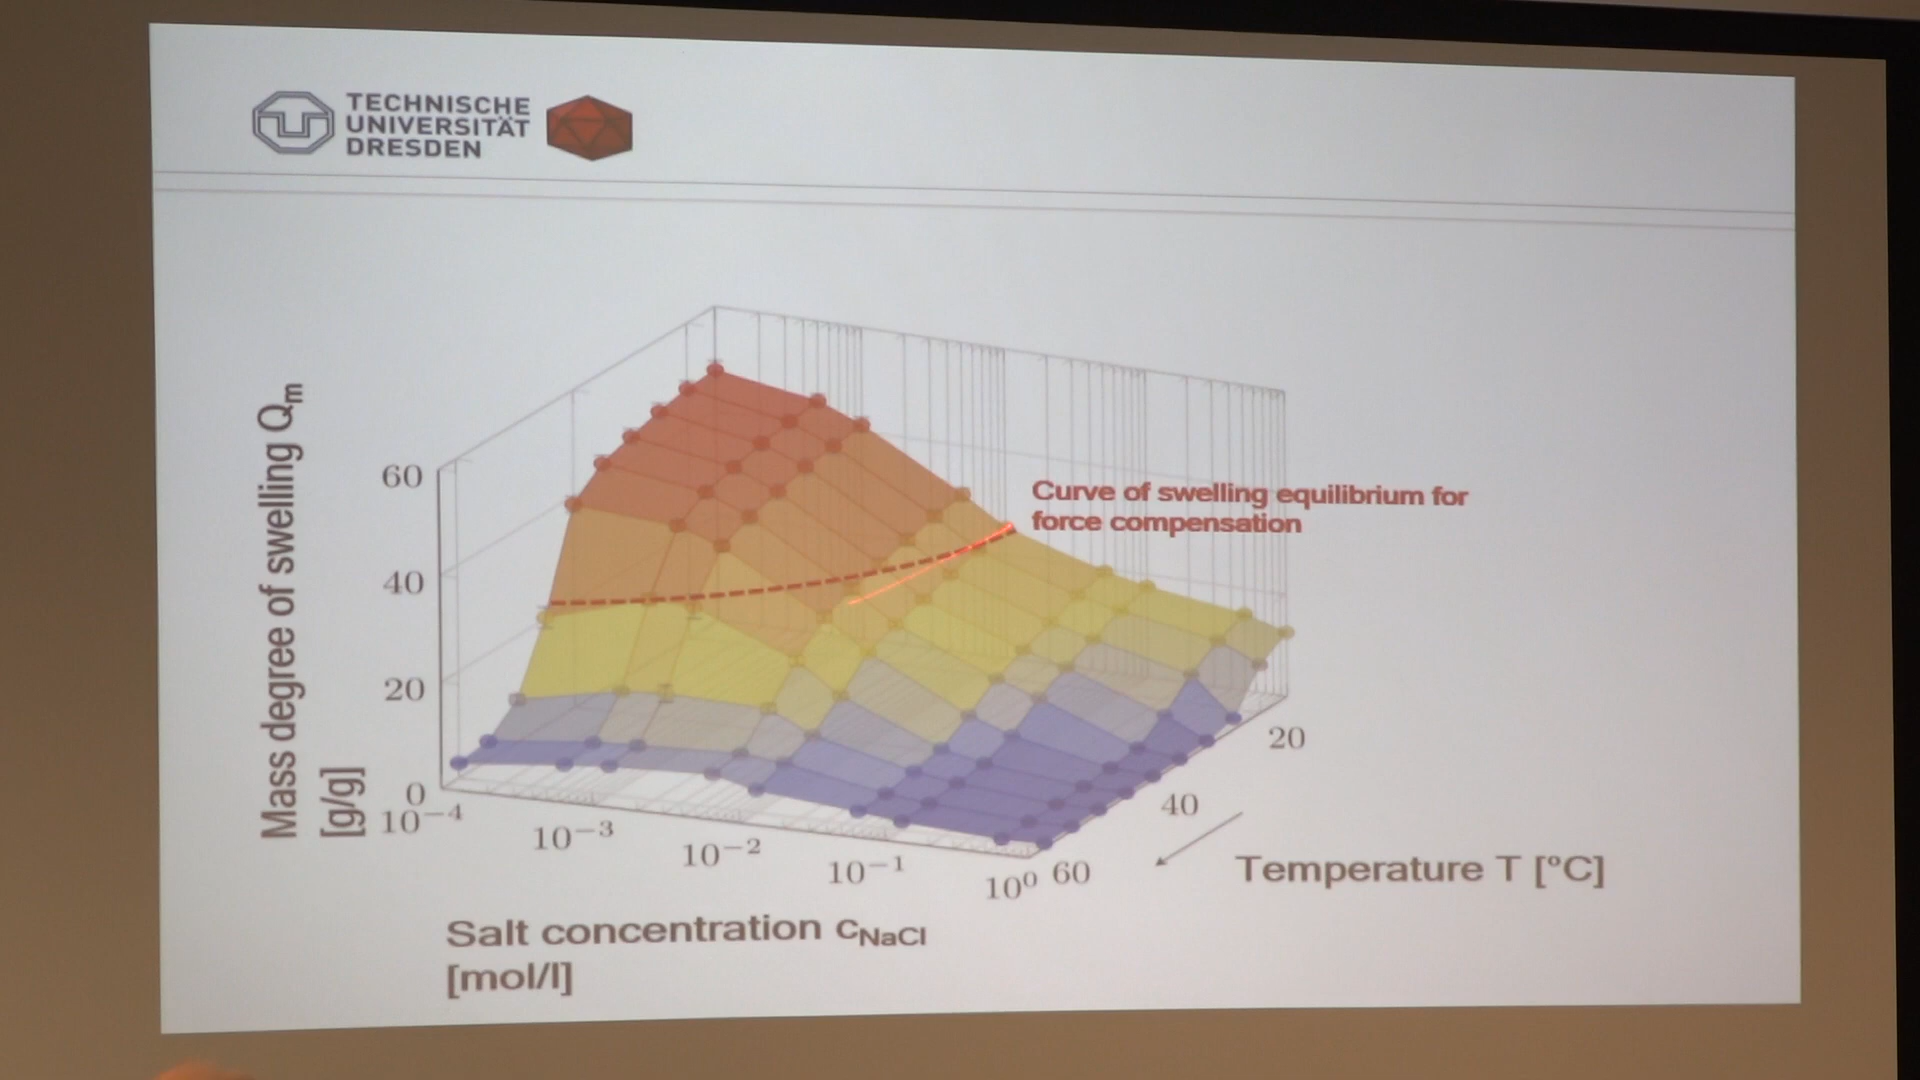 TECHNISCHE
UNIVERSITÄT
DRESDEN
Curve of swelling equilibrium for
force compensation
Mass degree of swelling Qm
[g/g]
60
40
20
0
10⁻⁴
10⁻³
10⁻²
10⁻¹
10⁰
60
40
20
Temperature T [°C]
Salt concentration cNaCl
[mol/l]